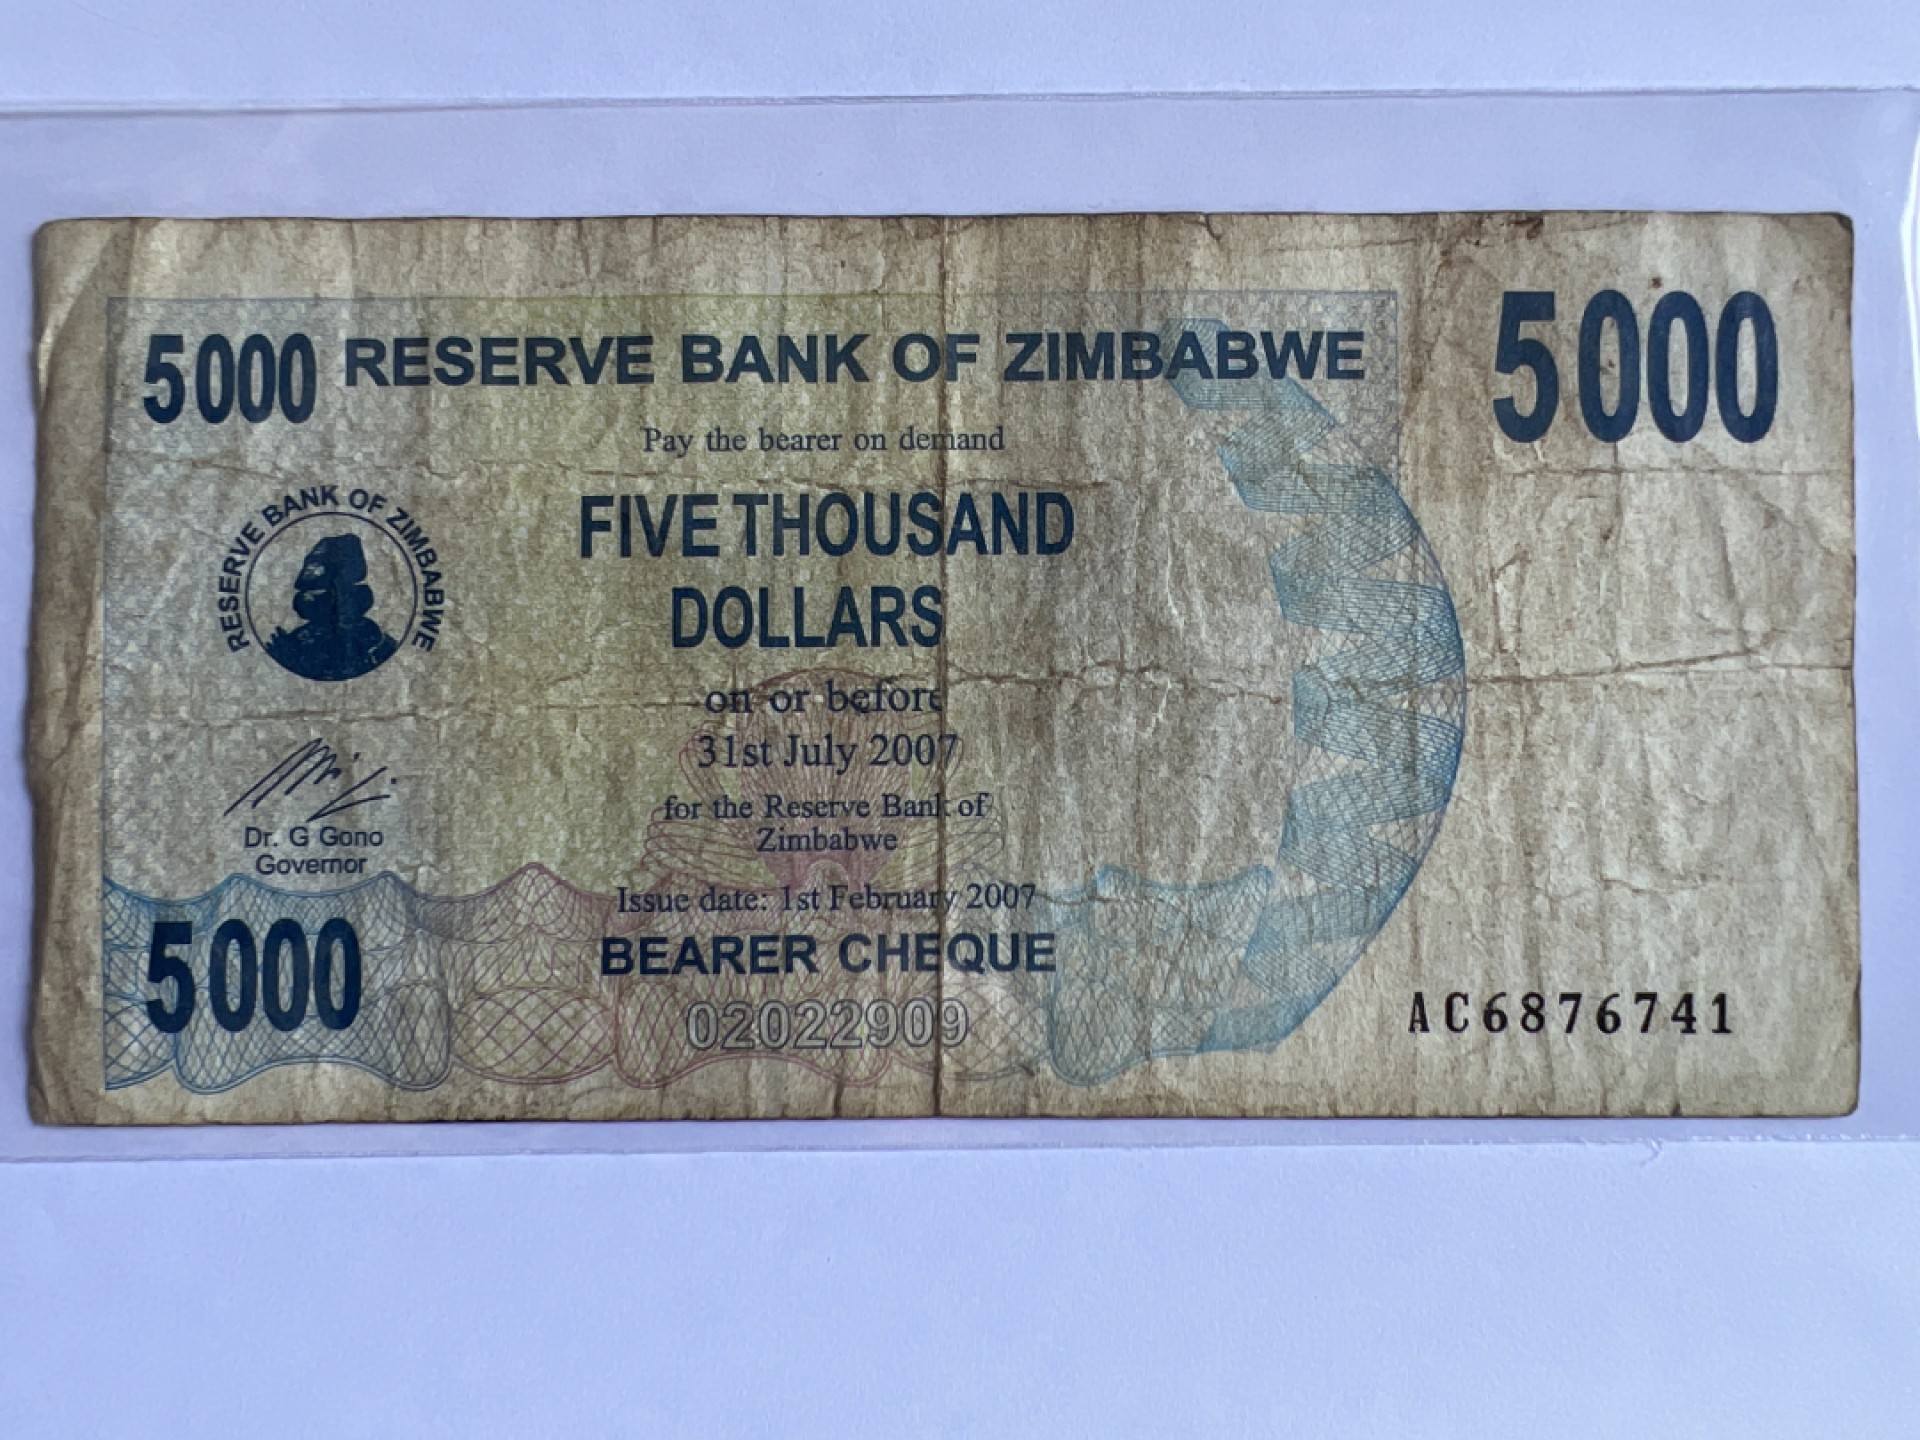 5000 RESERVE BANK OF ZIMBABWE 5000
Pay the bearer on demand
FIVE THOUSAND
DOLLARS
RESERVE BANK OF ZIMBABWE
on or before
31st July 2007
for the Reserve Bank of
Zimbabwe
Dr. G Gono
Governor
Issue date: 1st February 2007
5000 BEARER CHEQUE
02022909
AC6876741